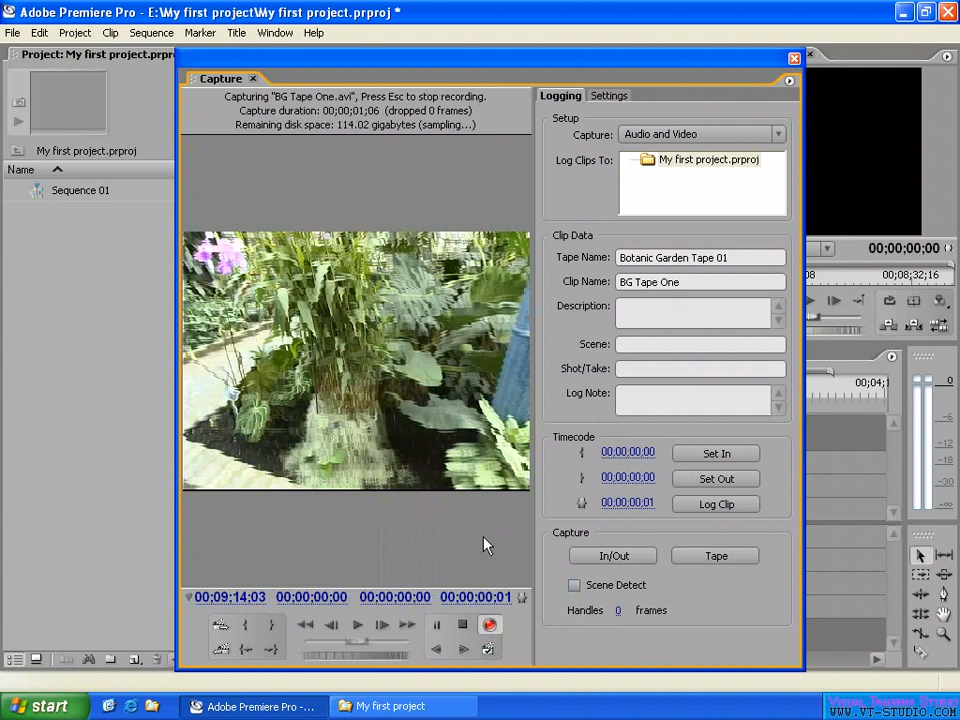 Adobe Premiere Pro - E:\My first project\My first project.prproj *
File Edit Project Clip Sequence Marker Title Window Help
Project: My first project.prpr
My first project.prproj
Name
Sequence 01
Capture
Capturing "BG Tape One.avi", Press Esc to stop recording.
Capture duration: 00;00;01;06 (dropped 0 frames)
Remaining disk space: 114.02 gigabytes (sampling...)
00;09;14;03 00;00;00;00 00;00;00;00 00;00;00;01
Logging Settings
Setup
Capture: Audio and Video
Log Clips To: My first project.prproj
Clip Data
Tape Name: Botanic Garden Tape 01
Clip Name: BG Tape One
Description:
Scene:
Shot/Take:
Log Note:
Timecode
00;00;00;00 Set In
00;00;00;00 Set Out
00;00;00;01 Log Clip
Capture
In/Out Tape
Scene Detect
Handles 0 frames
00;00;00;00
08 00;08;32;16
00;04;
0
-6
-12
-18
-30
start Adobe Premiere Pro -... My first project
www.vt-studio.com